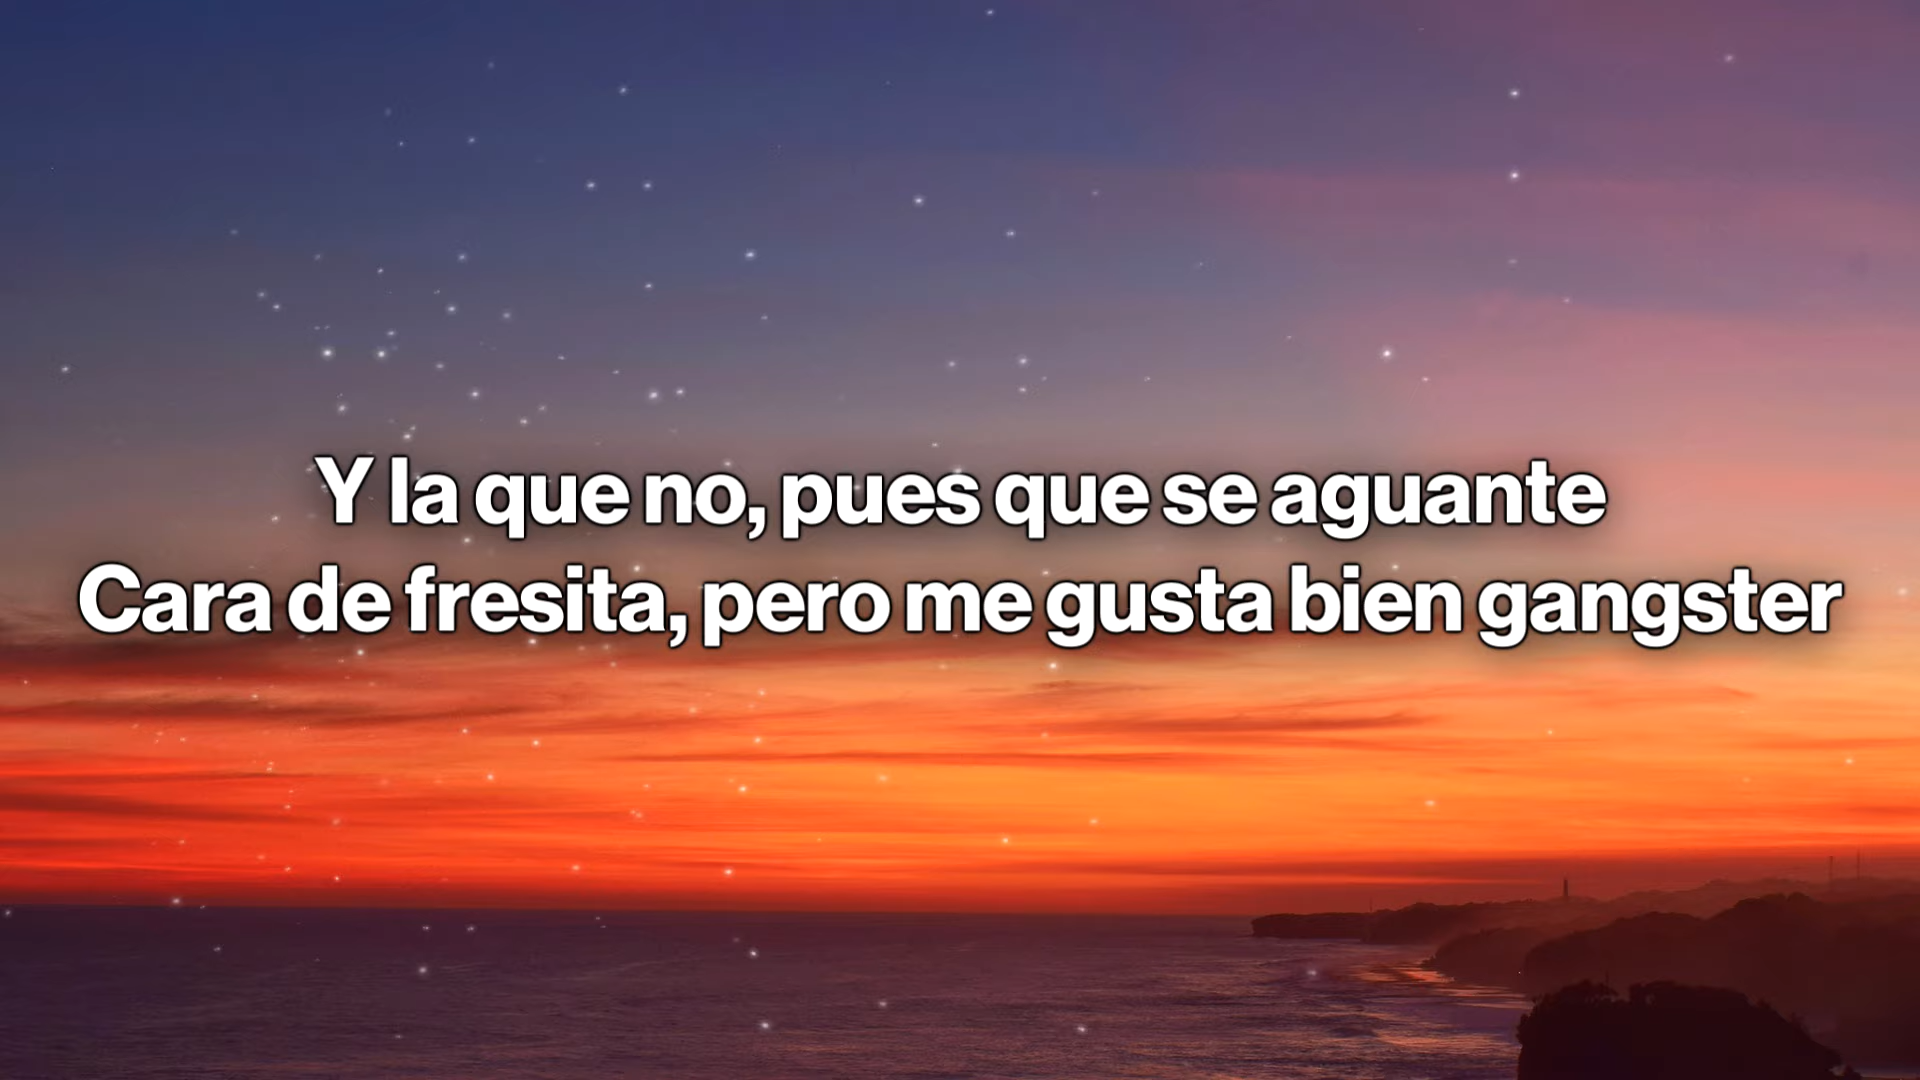 Y la que no, pues que se aguante
Cara de fresita, pero me gusta bien gangster